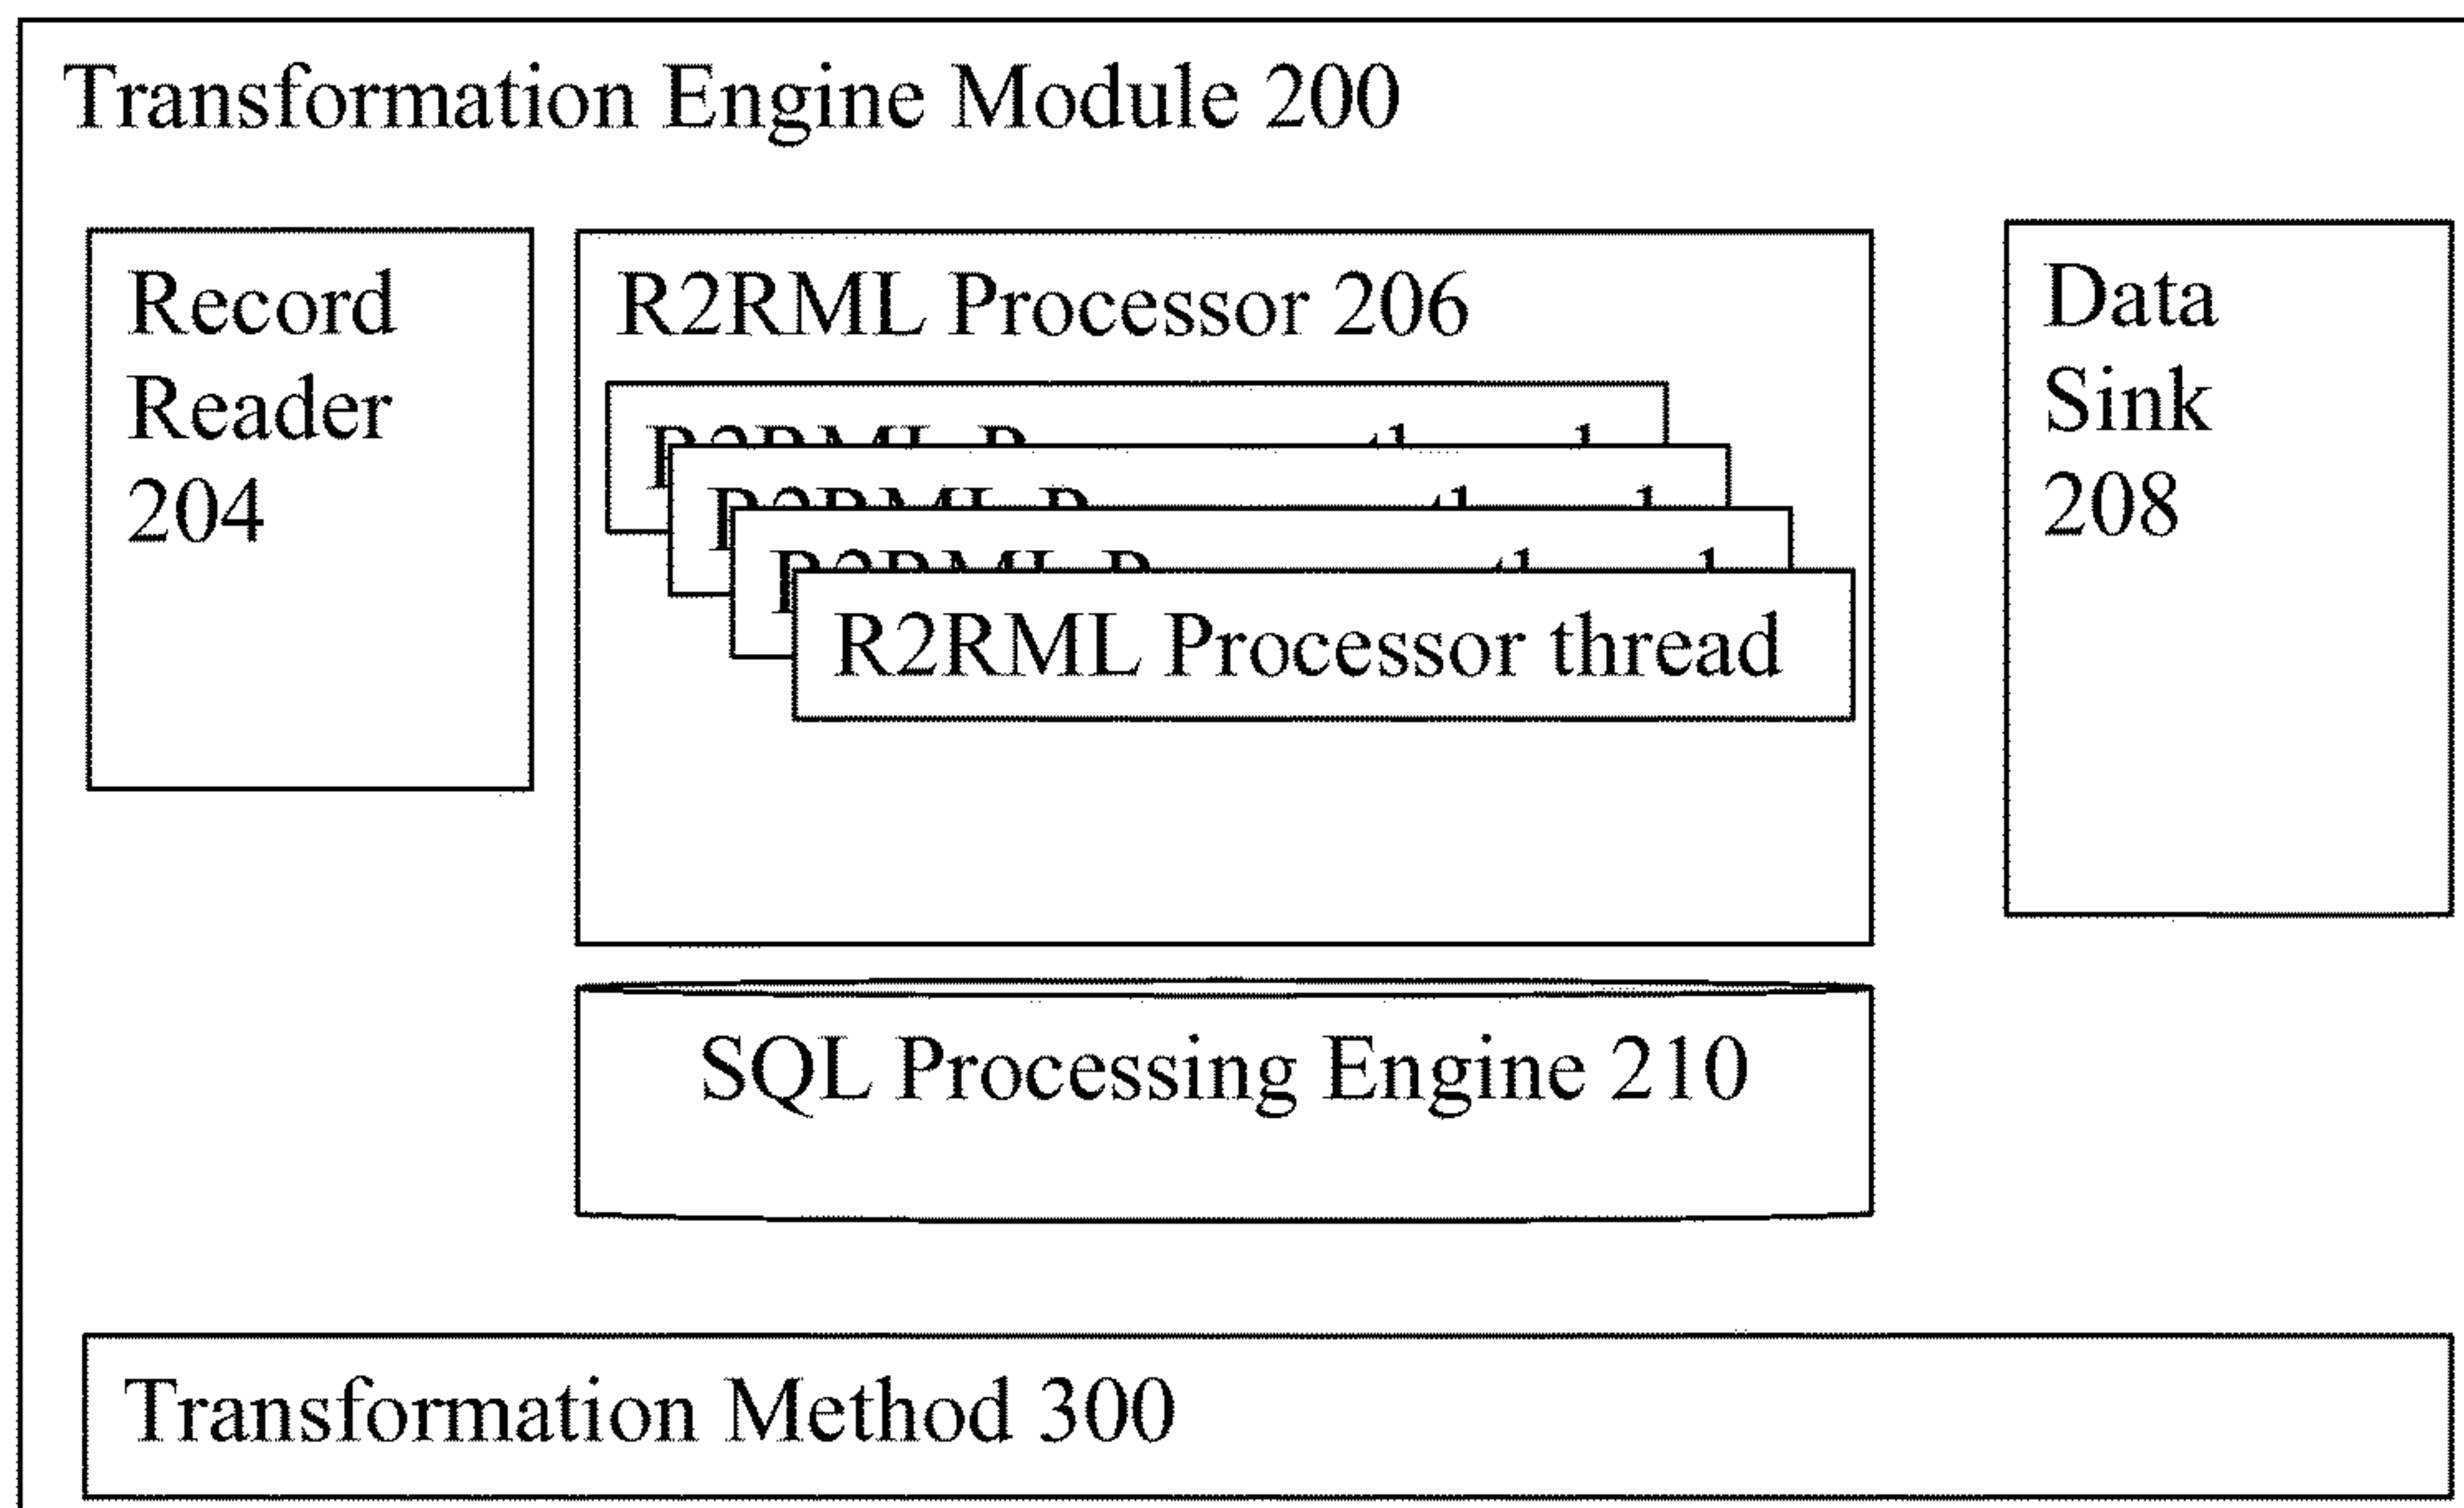 Transformation Engine Module 200
Record
Reader
204
R2RML Processor 206
R2RML Processor thread
Data
Sink
208
SQL Processing Engine 210
Transformation Method 300